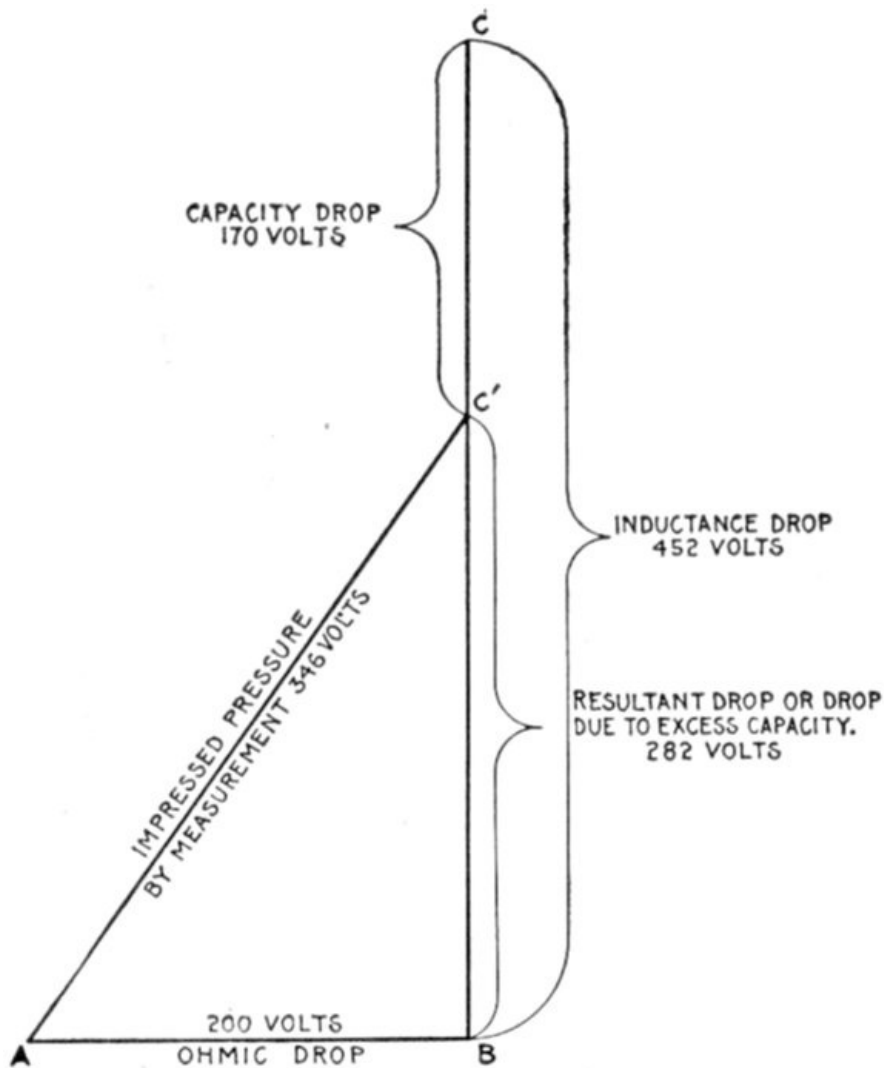 C
CAPACITY DROP
170 VOLTS
C'
INDUCTANCE DROP
452 VOLTS
IMPRESSED PRESSURE
BY MEASUREMENT 346 VOLTS
RESULTANT DROP OR DROP
DUE TO EXCESS CAPACITY.
282 VOLTS
200 VOLTS
A
OHMIC DROP
B